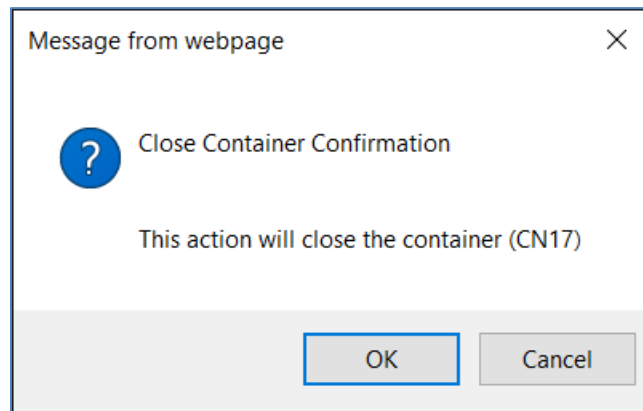 Message from webpage
?
Close Container Confirmation
This action will close the container (CN17)
OK
Cancel